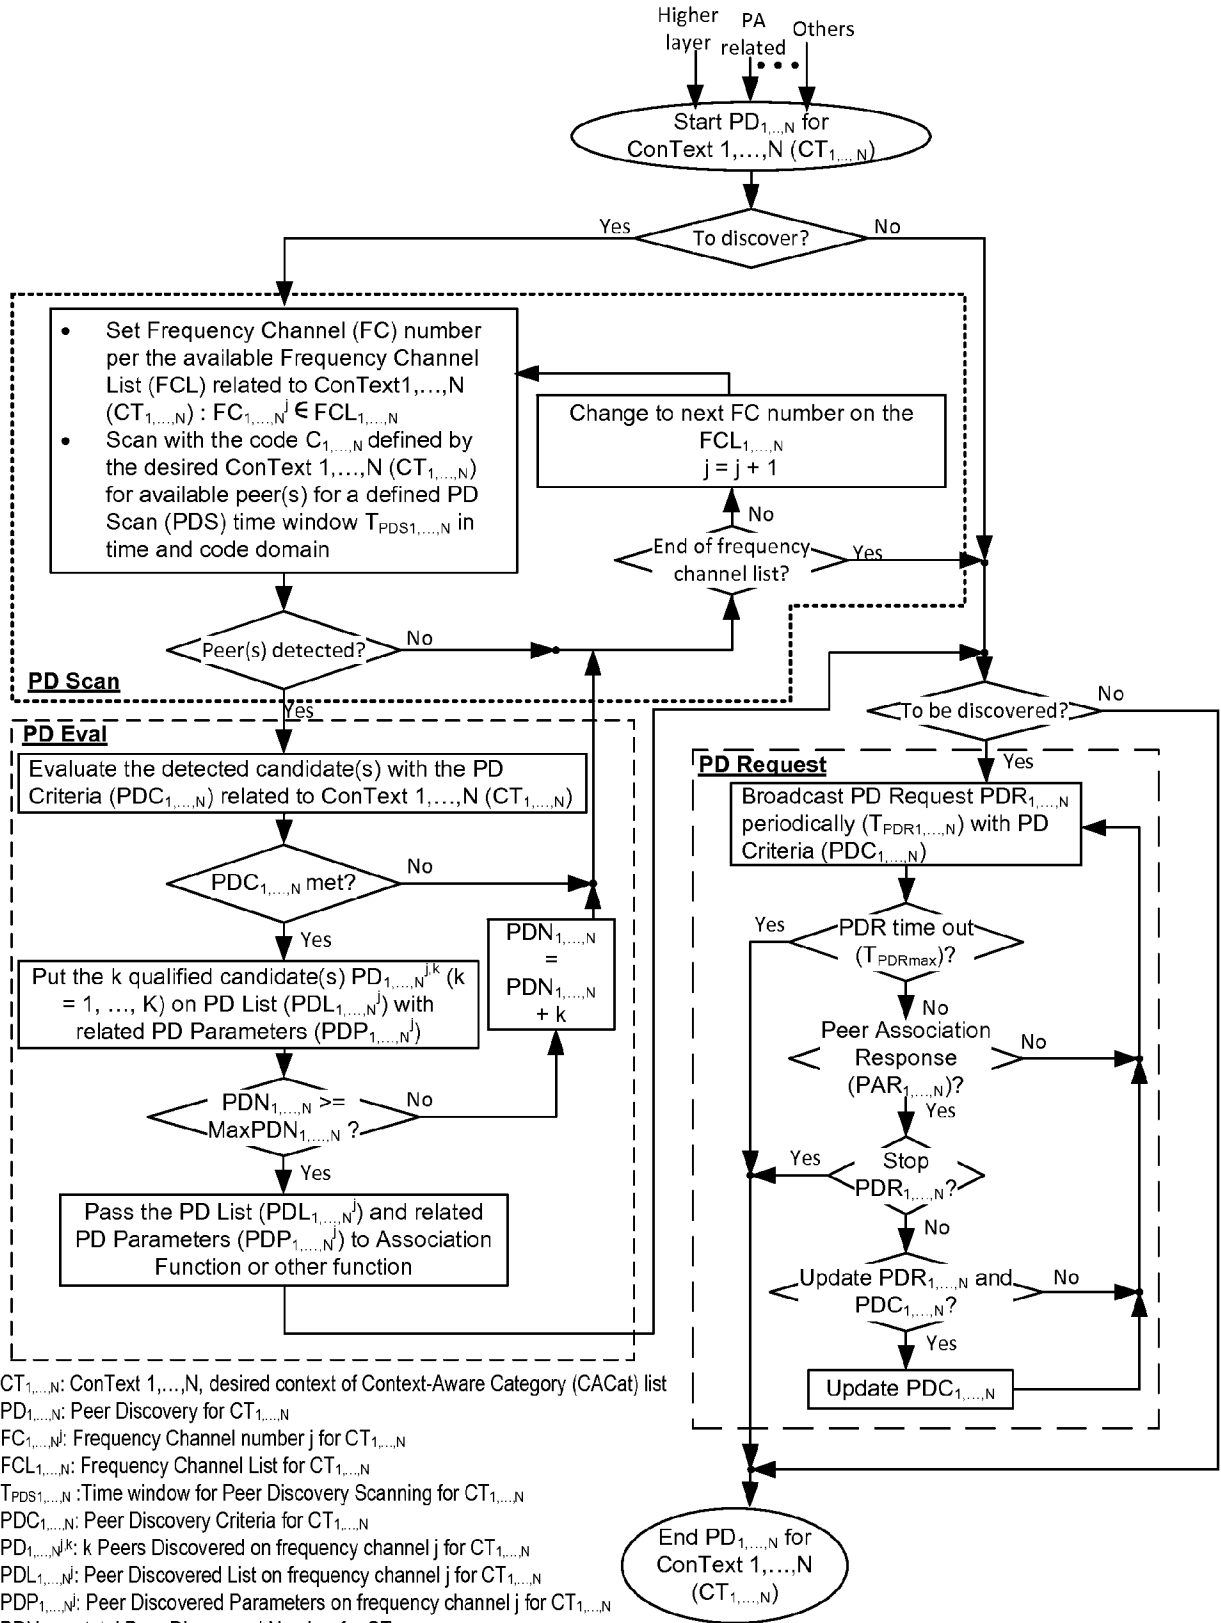 Higher
layer
PA
related
Others
Start PD1,..,N for
ConText 1,...,N (CT1,..., N)
To discover?
Yes
No
• Set Frequency Channel (FC) number
per the available Frequency Channel
List (FCL) related to ConText1,...,N
(CT1,...,N) : FC1,...,N^j ∈ FCL1,...,N
• Scan with the code C1,...,N defined by
the desired ConText 1,...,N (CT1,...,N)
for available peer(s) for a defined PD
Scan (PDS) time window TPDS1,...,N in
time and code domain
Change to next FC number on the
FCL1,...,N
j = j + 1
No
End of frequency
channel list?
Yes
Peer(s) detected?
No
PD Scan
Yes
To be discovered?
No
Yes
PD Eval
Evaluate the detected candidate(s) with the PD
Criteria (PDC1,...,N) related to ConText 1,...,N (CT1,...,N)
PDC1,...,N met?
No
Yes
Put the k qualified candidate(s) PD1,...,N^j,k (k
= 1, ..., K) on PD List (PDL1,...,N^j) with
related PD Parameters (PDP1,...,N^j)
PDN1,...,N
=
PDN1,...,N
+ k
PDN1,...,N >=
MaxPDN1,...,N ?
No
Yes
Pass the PD List (PDL1,...,N^j) and related
PD Parameters (PDP1,...,N^j) to Association
Function or other function
PD Request
Broadcast PD Request PDR1,...,N
periodically (TPDR1,...,N) with PD
Criteria (PDC1,...,N)
Yes
PDR time out
(TPDRmax)?
No
Peer Association
Response
(PAR1,...,N)?
No
Yes
Yes
Stop
PDR1,...,N?
No
Update PDR1,...,N and
PDC1,...,N?
No
Yes
Update PDC1,...,N
End PD1,..,N for
ConText 1,...,N
(CT1,...,N)
CT1,...,N: ConText 1,...,N, desired context of Context-Aware Category (CACat) list
PD1,...,N: Peer Discovery for CT1,...,N
FC1,...,N^j: Frequency Channel number j for CT1,...,N
FCL1,...,N: Frequency Channel List for CT1,...,N
TPDS1,...,N :Time window for Peer Discovery Scanning for CT1,...,N
PDC1,...,N: Peer Discovery Criteria for CT1,...,N
PD1,...,N^j,k: k Peers Discovered on frequency channel j for CT1,...,N
PDL1,...,N^j: Peer Discovered List on frequency channel j for CT1,...,N
PDP1,...,N^j: Peer Discovered Parameters on frequency channel j for CT1,...,N